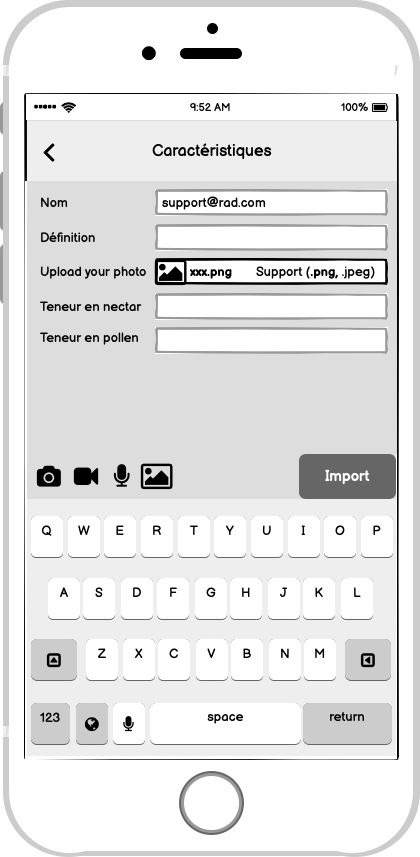 9:52 AM 100%
Caractéristiques
Nom support@rad.com
Définition
Upload your photo xxx.png Support (.png, .jpeg)
Teneur en nectar
Teneur en pollen
Import
Q W E R T Y U I O P
A S D F G H J K L
Z X C V B N M
123 space return